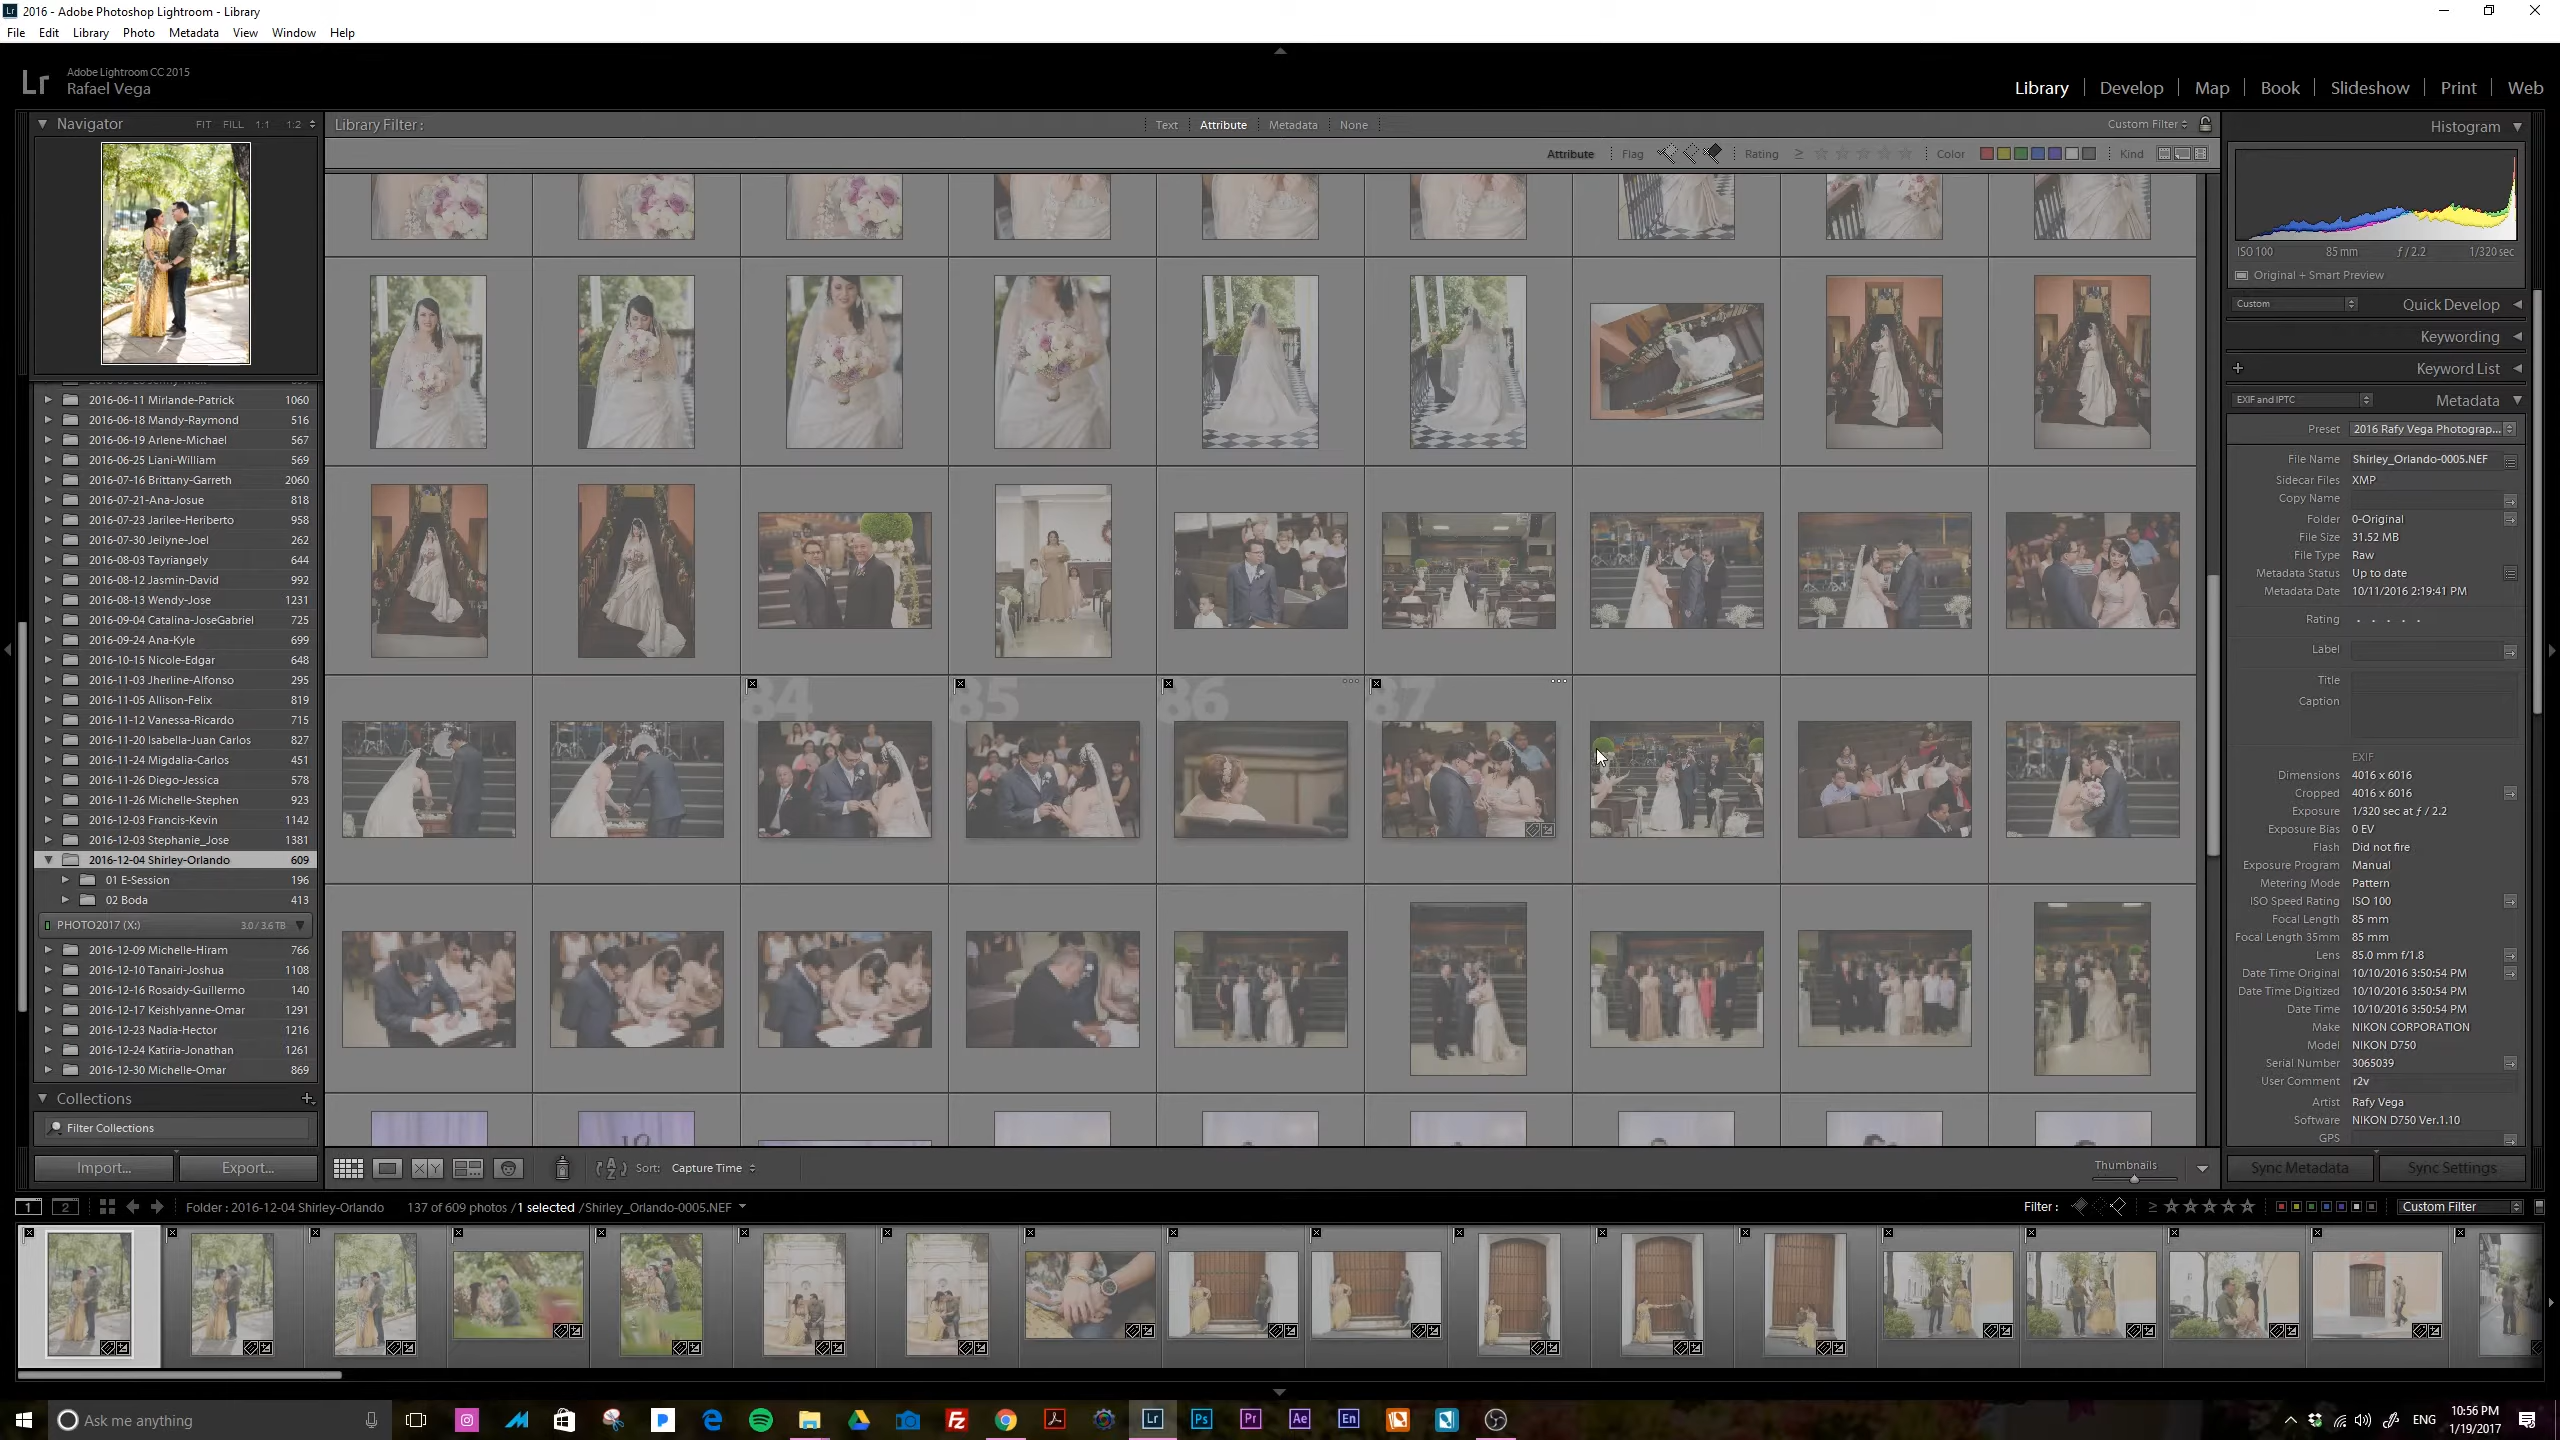 2016 - Adobe Photoshop Lightroom - Library
File Edit Library Photo Metadata View Window Help
Lr Adobe Lightroom CC 2015
Rafael Vega
Library | Develop | Map | Book | Slideshow | Print | Web
Navigator FIT FILL 1:1 1:2
Library Filter : Text Attribute Metadata None Custom Filter
Attribute Flag Rating ≥ Color Kind
2016-06-11 Mirlande-Patrick 1060
2016-06-18 Mandy-Raymond 516
2016-06-19 Arlene-Michael 567
2016-06-25 Liani-William 569
2016-07-16 Brittany-Garreth 2060
2016-07-21-Ana-Josue 818
2016-07-23 Jarilee-Heriberto 958
2016-07-30 Jeilyne-Joel 262
2016-08-03 Tayriangely 644
2016-08-12 Jasmin-David 992
2016-08-13 Wendy-Jose 1231
2016-09-04 Catalina-JoseGabriel 725
2016-09-24 Ana-Kyle 699
2016-10-15 Nicole-Edgar 648
2016-11-03 Jherline-Alfonso 295
2016-11-05 Allison-Felix 819
2016-11-12 Vanessa-Ricardo 715
2016-11-20 Isabella-Juan Carlos 827
2016-11-24 Migdalia-Carlos 451
2016-11-26 Diego-Jessica 578
2016-11-26 Michelle-Stephen 923
2016-12-03 Francis-Kevin 1142
2016-12-03 Stephanie_Jose 1381
2016-12-04 Shirley-Orlando 609
01 E-Session 196
02 Boda 413
PHOTO2017 (X:) 3.0 / 3.6 TB
2016-12-09 Michelle-Hiram 766
2016-12-10 Tanairi-Joshua 1108
2016-12-16 Rosaidy-Guillermo 140
2016-12-17 Keishlyanne-Omar 1291
2016-12-23 Nadia-Hector 1216
2016-12-24 Katiria-Jonathan 1261
2016-12-30 Michelle-Omar 869
Collections
Filter Collections
Import... Export...
84 85 86 87
Sort: Capture Time
Thumbnails
Histogram
ISO 100 85 mm ƒ / 2.2 1/320 sec
Original + Smart Preview
Custom Quick Develop
Keywording
Keyword List
EXIF and IPTC Metadata
Preset 2016 Rafy Vega Photograp...
File Name Shirley_Orlando-0005.NEF
Sidecar Files XMP
Copy Name
Folder 0-Original
File Size 31.52 MB
File Type Raw
Metadata Status Up to date
Metadata Date 10/11/2016 2:19:41 PM
Rating . . . . .
Label
Title
Caption
EXIF
Dimensions 4016 x 6016
Cropped 4016 x 6016
Exposure 1/320 sec at ƒ / 2.2
Exposure Bias 0 EV
Flash Did not fire
Exposure Program Manual
Metering Mode Pattern
ISO Speed Rating ISO 100
Focal Length 85 mm
Focal Length 35mm 85 mm
Lens 85.0 mm f/1.8
Date Time Original 10/10/2016 3:50:54 PM
Date Time Digitized 10/10/2016 3:50:54 PM
Date Time 10/10/2016 3:50:54 PM
Make NIKON CORPORATION
Model NIKON D750
Serial Number 3065039
User Comment r2v
Artist Rafy Vega
Software NIKON D750 Ver.1.10
GPS
Sync Metadata Sync Settings
1 2 Folder : 2016-12-04 Shirley-Orlando 137 of 609 photos / 1 selected / Shirley_Orlando-0005.NEF
Filter : ≥ Custom Filter
Ask me anything
Fz Lr Ps Pr Ae En
ENG
10:56 PM
1/19/2017